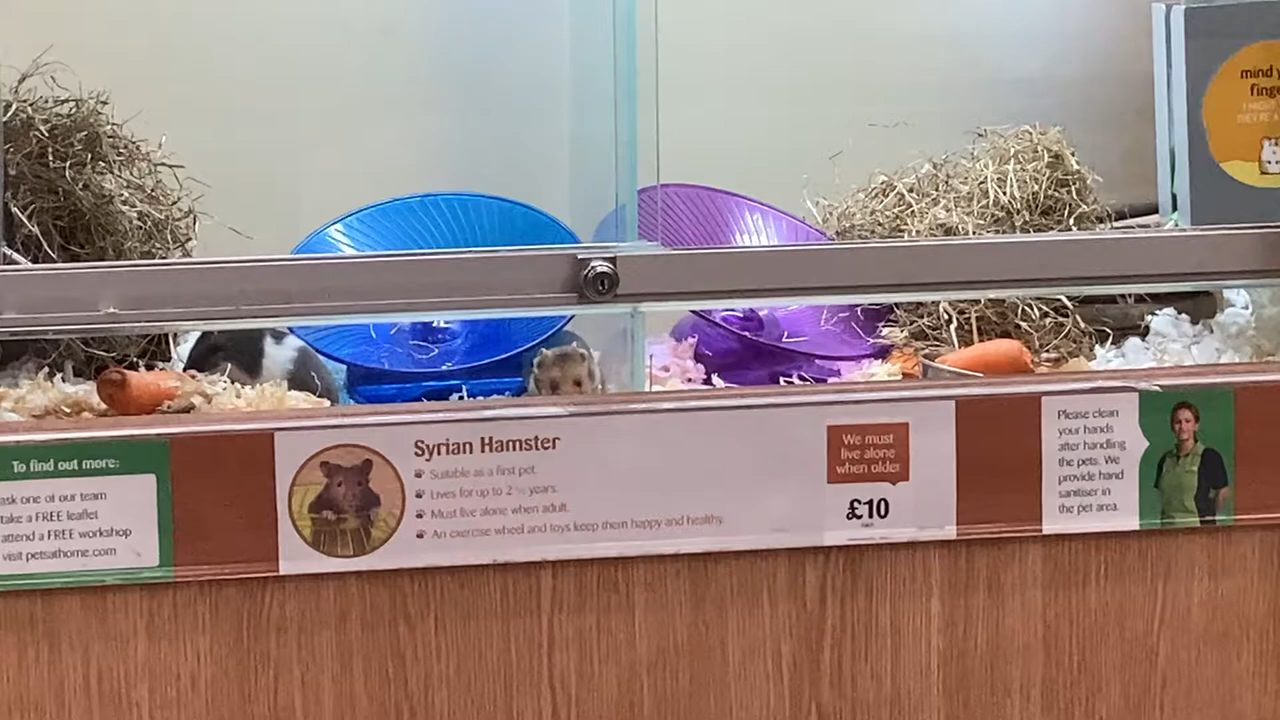 mind y
finge
To find out more:
ask one of our team
take a FREE leaflet
attend a FREE workshop
visit petsathome.com
Syrian Hamster
Suitable as a first pet.
Lives for up to 2 ½ years.
Must live alone when adult.
An exercise wheel and toys keep them happy and healthy.
We must
live alone
when older
£10
Please clean
your hands
after handling
the pets. We
provide hand
sanitiser in
the pet area.